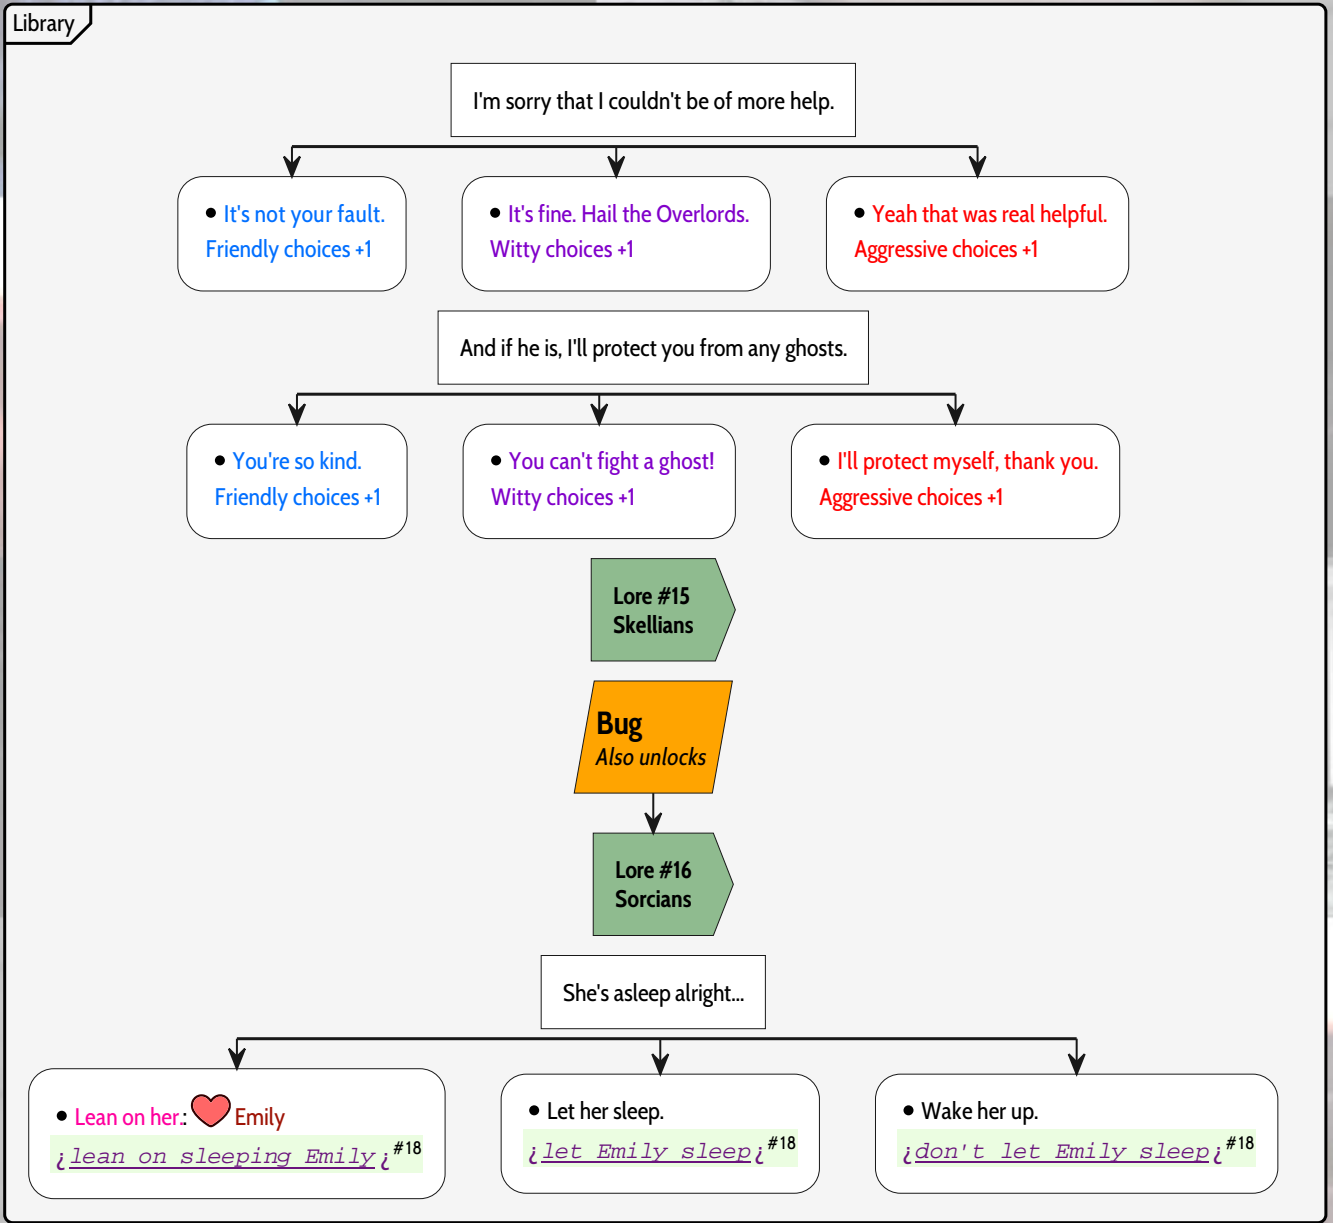 Library
I'm sorry that I couldn't be of more help.
• It's not your fault.
Friendly choices +1
• It's fine. Hail the Overlords.
Witty choices +1
• Yeah that was real helpful.
Aggressive choices +1
And if he is, I'll protect you from any ghosts.
• You're so kind.
Friendly choices +1
• You can't fight a ghost!
Witty choices +1
• I'll protect myself, thank you.
Aggressive choices +1
Lore #15
Skellians
Bug
Also unlocks
Lore #16
Sorcians
She's asleep alright...
• Lean on her.: Emily
¿lean on sleeping Emily¿#18
• Let her sleep.
¿let Emily sleep¿#18
• Wake her up.
¿don't let Emily sleep¿#18